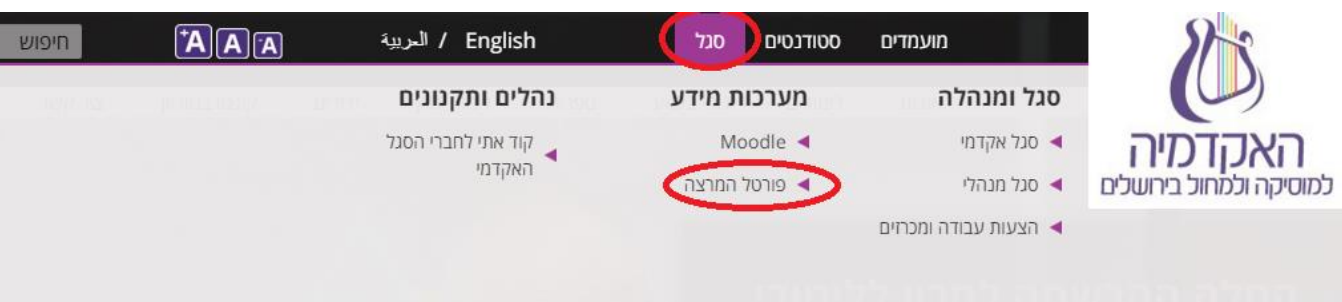 האקדמיה
למוסיקה ולמחול בירושלים
מועמדים סטודנטים סגל English / العربية A- A A+ חיפוש
סגל ומנהלה
סגל אקדמי
סגל מנהלי
הצעות עבודה ומכרזים
מערכות מידע
Moodle
פורטל המרצה
נהלים ותקנונים
קוד אתי לחברי הסגל
האקדמי